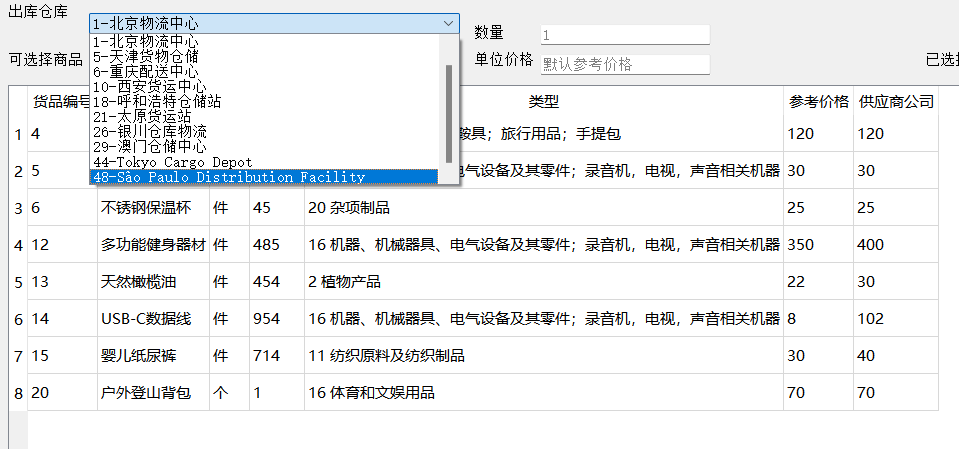 出库仓库
1-北京物流中心
数量
1
可选择商品
单位价格
默认参考价格
1-北京物流中心
5-天津货物仓储
6-重庆配送中心
10-西安货运中心
18-呼和浩特仓储站
21-太原货运站
26-银川仓库物流
29-澳门仓储中心
44-Tokyo Cargo Depot
48-São Paulo Distribution Facility
货品编号 类型 参考价格 供应商公司
1 4 鞍具；旅行用品；手提包 120 120
2 5 电气设备及其零件；录音机，电视，声音相关机器 30 30
3 6 不锈钢保温杯 件 45 20 杂项制品 25 25
4 12 多功能健身器材 件 485 16 机器、机械器具、电气设备及其零件；录音机，电视，声音相关机器 350 400
5 13 天然橄榄油 件 454 2 植物产品 22 30
6 14 USB-C数据线 件 954 16 机器、机械器具、电气设备及其零件；录音机，电视，声音相关机器 8 102
7 15 婴儿纸尿裤 件 714 11 纺织原料及纺织制品 30 40
8 20 户外登山背包 个 1 16 体育和文娱用品 70 70